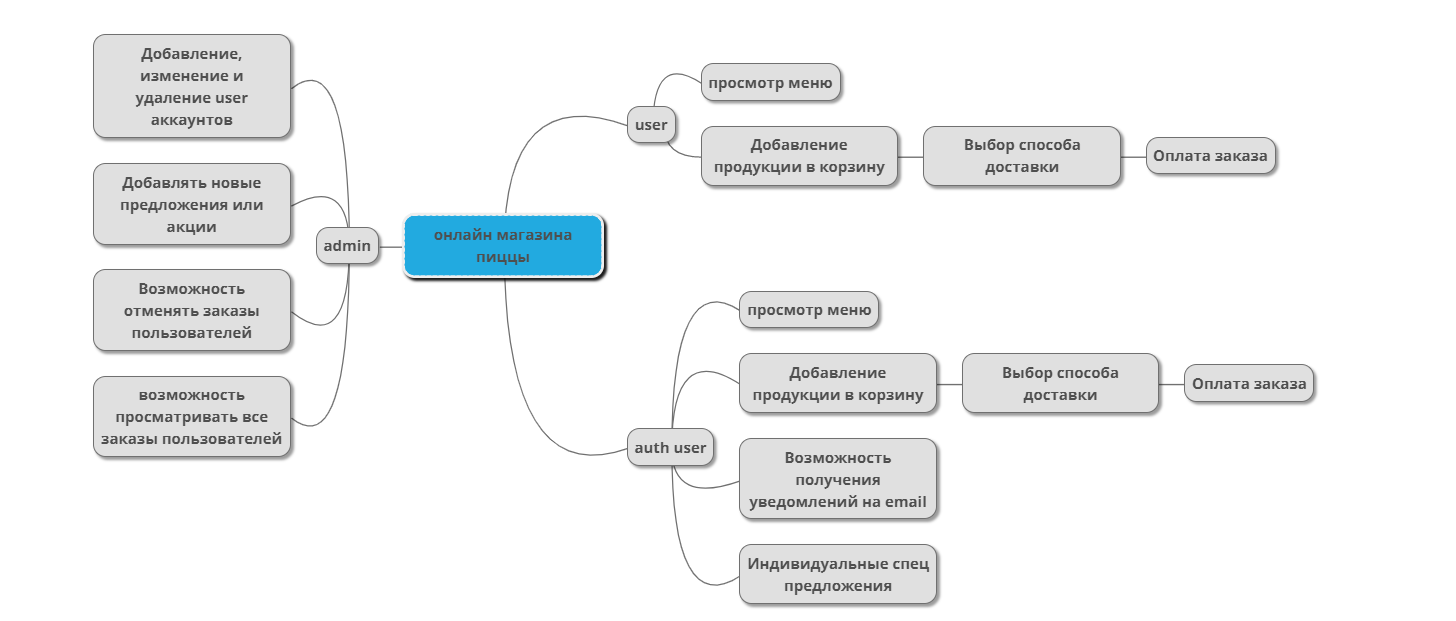 Добавление,
изменение и
удаление user
аккаунтов
Добавлять новые
предложения или
акции
Возможность
отменять заказы
пользователей
возможность
просматривать все
заказы пользователей
admin
онлайн магазина
пиццы
user
просмотр меню
Добавление
продукции в корзину
Выбор способа
доставки
Оплата заказа
auth user
просмотр меню
Добавление
продукции в корзину
Выбор способа
доставки
Оплата заказа
Возможность
получения
уведомлений на email
Индивидуальные спец
предложения